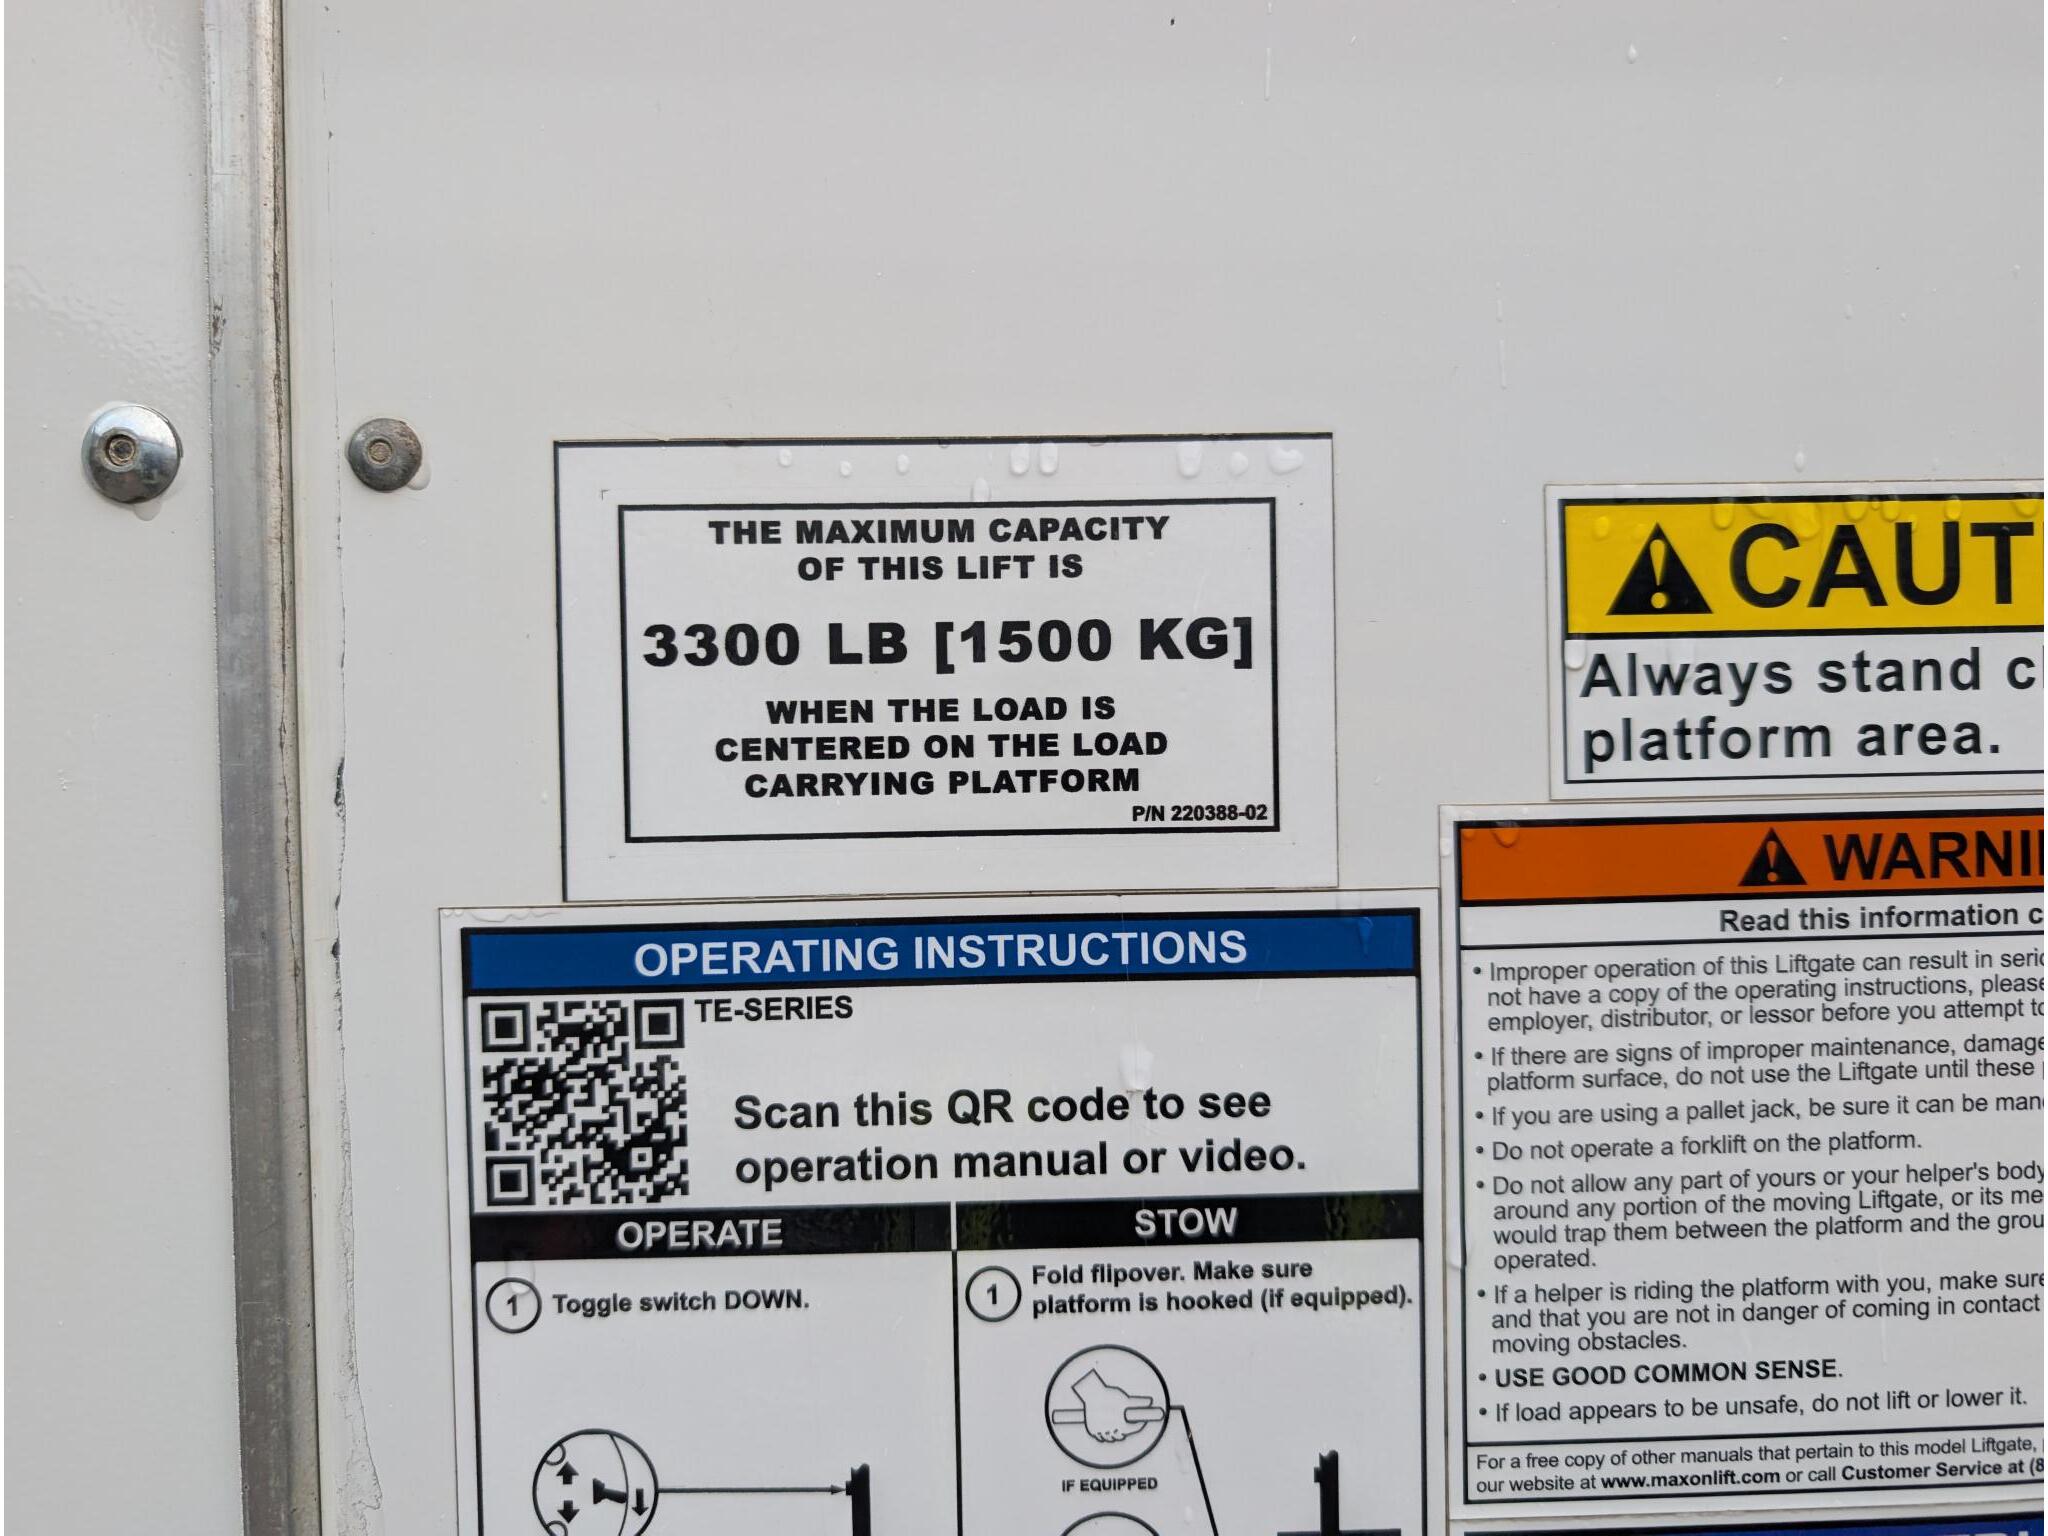 THE MAXIMUM CAPACITY
OF THIS LIFT IS
3300 LB [1500 KG]
WHEN THE LOAD IS
CENTERED ON THE LOAD
CARRYING PLATFORM
P/N 220388-02
CAUT
Always stand cl
platform area.
WARNI
Read this information c
• Improper operation of this Liftgate can result in serio
not have a copy of the operating instructions, please
employer, distributor, or lessor before you attempt to
• If there are signs of improper maintenance, damage
platform surface, do not use the Liftgate until these
• If you are using a pallet jack, be sure it can be man
• Do not operate a forklift on the platform.
• Do not allow any part of yours or your helper's body
around any portion of the moving Liftgate, or its me
would trap them between the platform and the grou
operated.
• If a helper is riding the platform with you, make sure
and that you are not in danger of coming in contact
moving obstacles.
• USE GOOD COMMON SENSE.
• If load appears to be unsafe, do not lift or lower it.
For a free copy of other manuals that pertain to this model Liftgate,
our website at www.maxonlift.com or call Customer Service at (8
OPERATING INSTRUCTIONS
TE-SERIES
Scan this QR code to see
operation manual or video.
OPERATE
1 Toggle switch DOWN.
STOW
1 Fold flipover. Make sure
platform is hooked (if equipped).
IF EQUIPPED